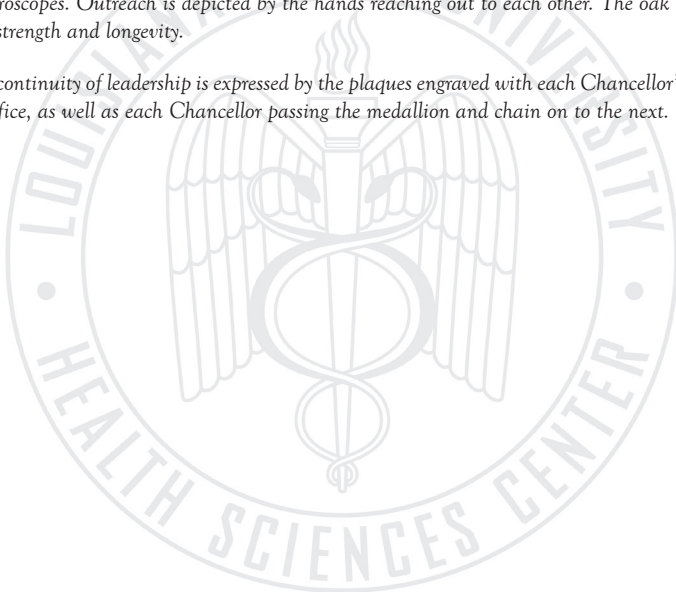 roscopes. Outreach is depicted by the hands reaching out to each other. The oak
strength and longevity.
continuity of leadership is expressed by the plaques engraved with each Chancellor'
fice, as well as each Chancellor passing the medallion and chain on to the next.
LOUISIANA UNIVERSITY
HEALTH SCIENCES CENTER